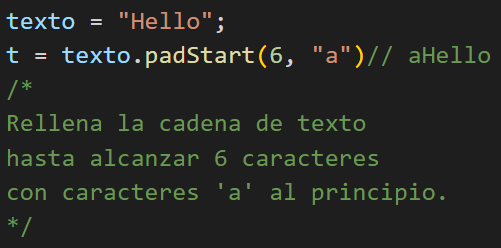 texto = "Hello";
t = texto.padStart(6, "a")// aHello
/*
Rellena la cadena de texto
hasta alcanzar 6 caracteres
con caracteres 'a' al principio.
*/